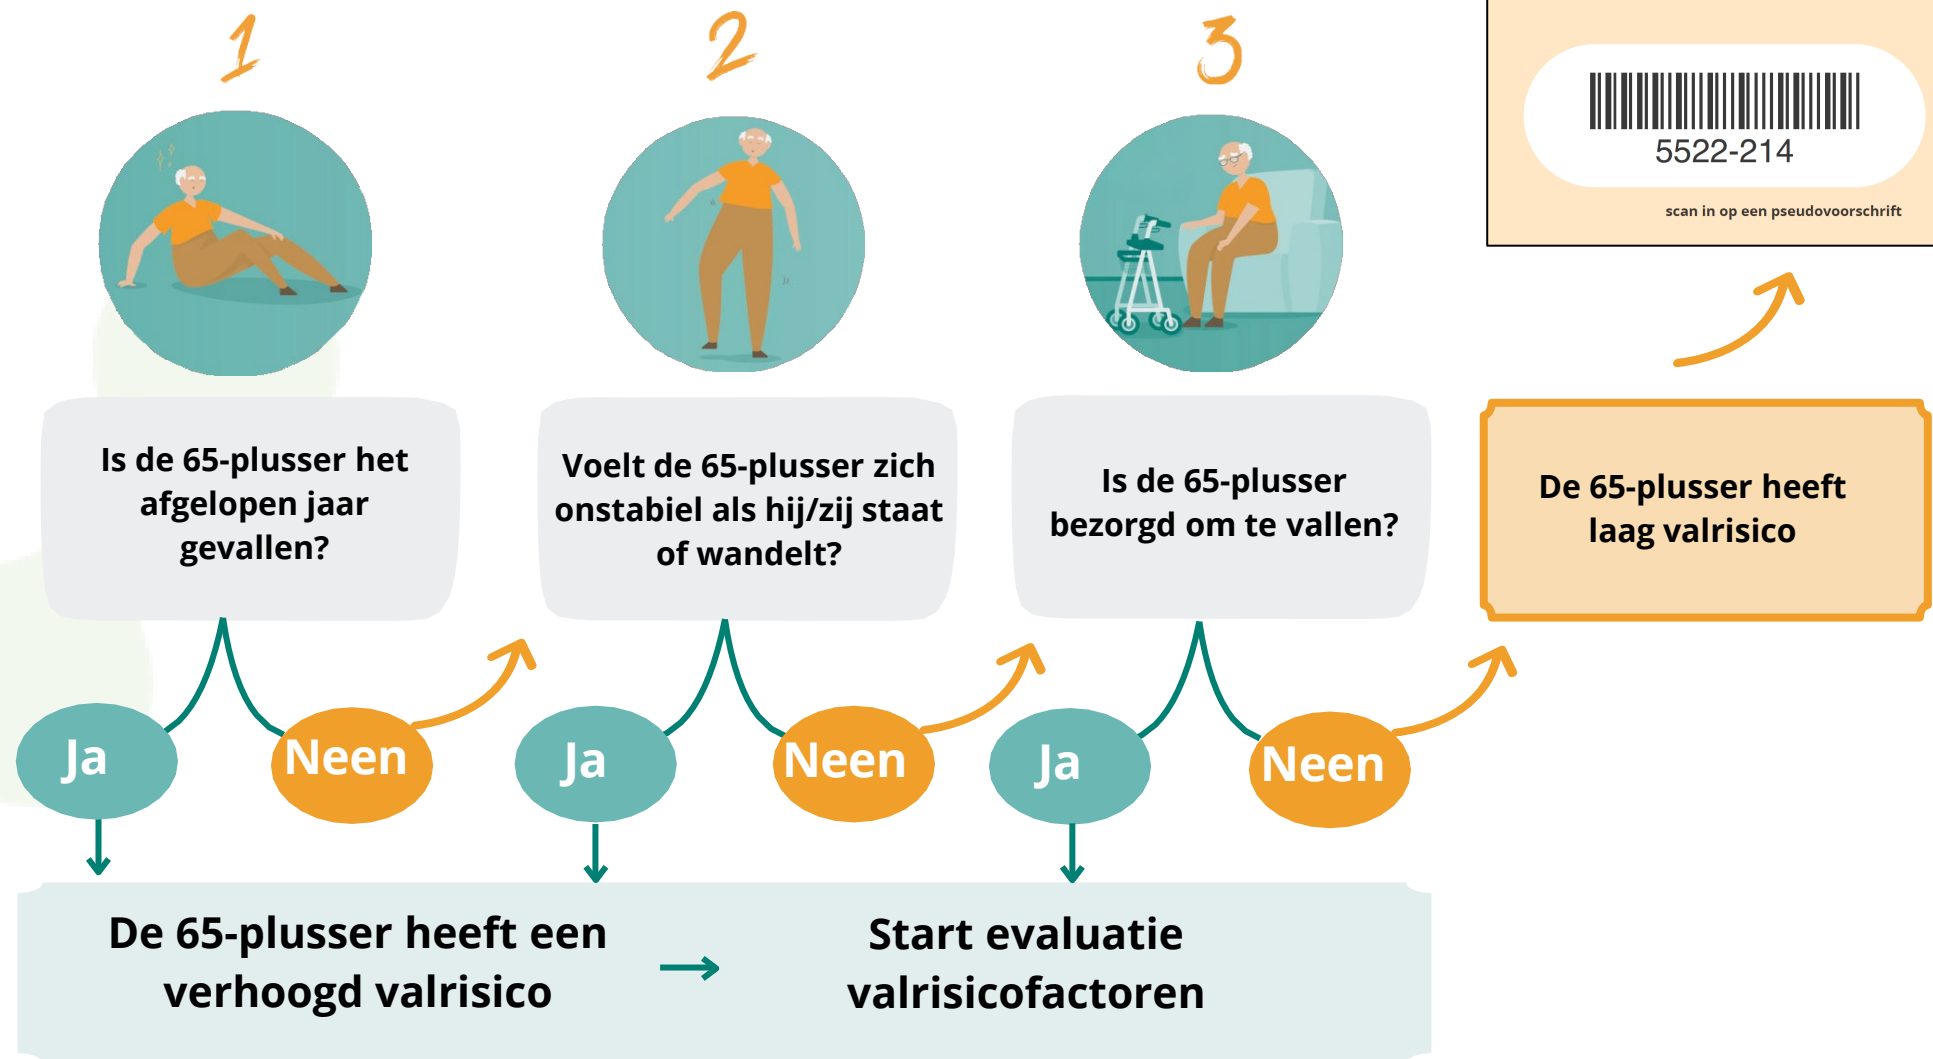 1
2
3
5522-214
scan in op een pseudovoorschrift
Is de 65-plusser het
afgelopen jaar
gevallen?
Voelt de 65-plusser zich
onstabiel als hij/zij staat
of wandelt?
Is de 65-plusser
bezorgd om te vallen?
De 65-plusser heeft
laag valrisico
Ja
Neen
Ja
Neen
Ja
Neen
De 65-plusser heeft een
verhoogd valrisico
Start evaluatie
valrisicofactoren